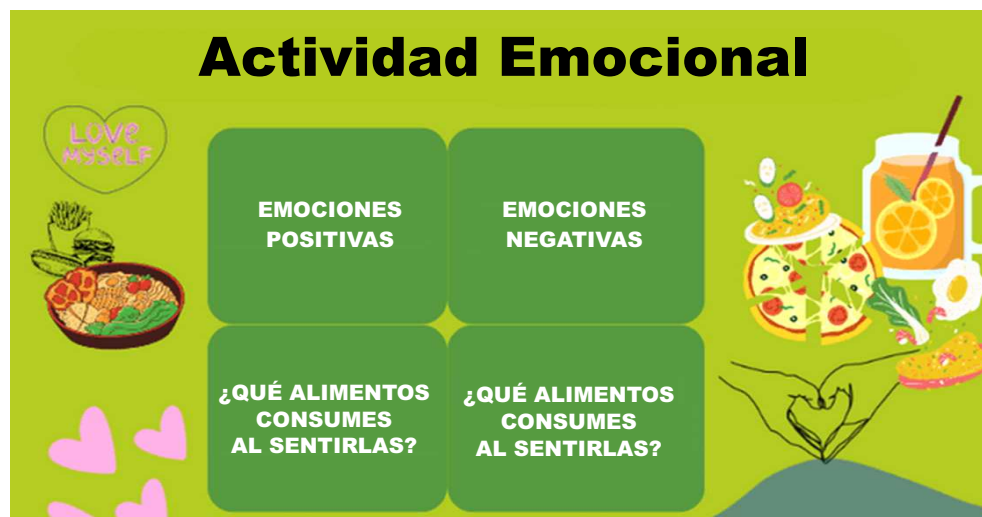 Actividad Emocional
LOVE
MYSELF
EMOCIONES
POSITIVAS
EMOCIONES
NEGATIVAS
¿QUÉ ALIMENTOS
CONSUMES
AL SENTIRLAS?
¿QUÉ ALIMENTOS
CONSUMES
AL SENTIRLAS?